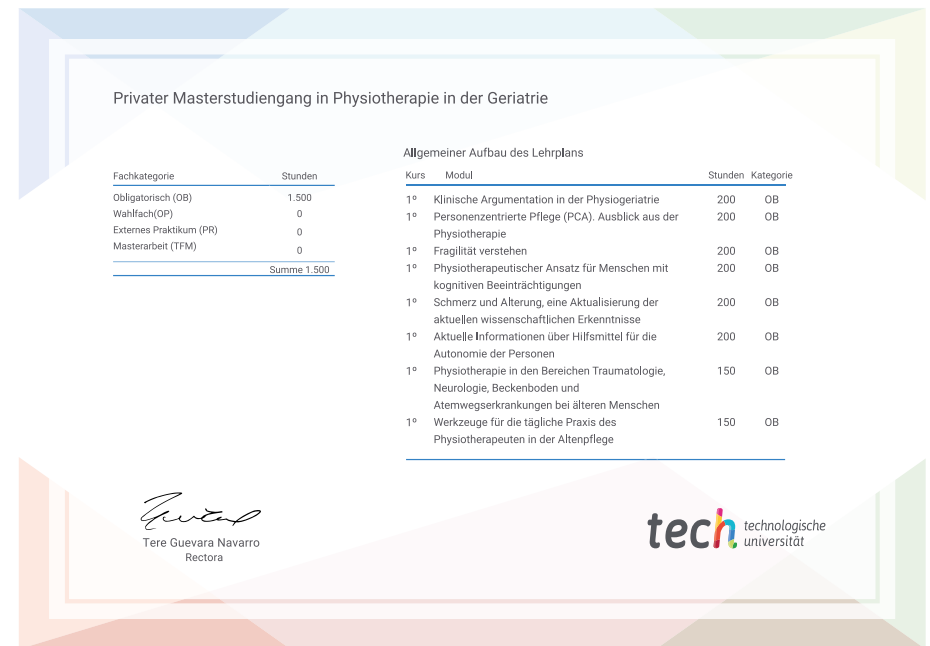 Privater Masterstudiengang in Physiotherapie in der Geriatrie
Fachkategorie Stunden
Obligatorisch (OB) 1.500
Wahlfach(OP) 0
Externes Praktikum (PR) 0
Masterarbeit (TFM) 0
Summe 1.500
Allgemeiner Aufbau des Lehrplans
Kurs Modul Stunden Kategorie
1º Klinische Argumentation in der Physiogeriatrie 200 OB
1º Personenzentrierte Pflege (PCA). Ausblick aus der 200 OB
Physiotherapie
1º Fragilität verstehen 200 OB
1º Physiotherapeutischer Ansatz für Menschen mit 200 OB
kognitiven Beeinträchtigungen
1º Schmerz und Alterung, eine Aktualisierung der 200 OB
aktuellen wissenschaftlichen Erkenntnisse
1º Aktuelle Informationen über Hilfsmittel für die 200 OB
Autonomie der Personen
1º Physiotherapie in den Bereichen Traumatologie, 150 OB
Neurologie, Beckenboden und
Atemwegserkrankungen bei älteren Menschen
1º Werkzeuge für die tägliche Praxis des 150 OB
Physiotherapeuten in der Altenpflege
Tere Guevara Navarro
Rectora
tech technologische
universität